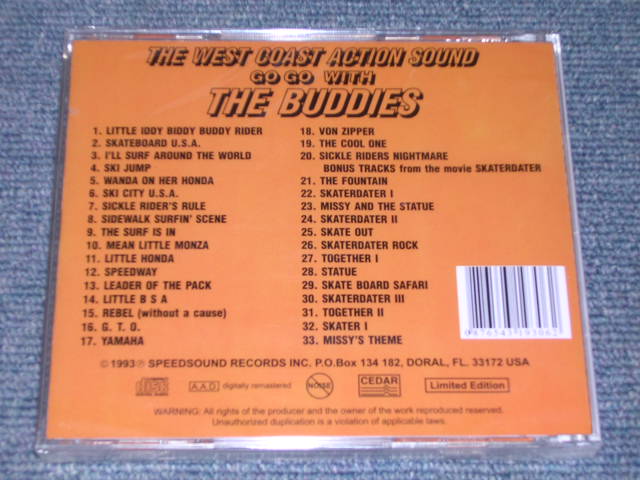 THE WEST COAST ACTION SOUND
GO GO WITH
THE BUDDIES
1. LITTLE IDDY BIDDY BUDDY RIDER
2. SKATEBOARD U.S.A.
3. I'LL SURF AROUND THE WORLD
4. SKI JUMP
5. WANDA ON HER HONDA
6. SKI CITY U.S.A.
7. SICKLE RIDER'S RULE
8. SIDEWALK SURFIN' SCENE
9. THE SURF IS IN
10. MEAN LITTLE MONZA
11. LITTLE HONDA
12. SPEEDWAY
13. LEADER OF THE PACK
14. LITTLE B S A
15. REBEL (without a cause)
16. G. T. O.
17. YAMAHA
18. VON ZIPPER
19. THE COOL ONE
20. SICKLE RIDERS NIGHTMARE
BONUS TRACKS from the movie SKATERDATER
21. THE FOUNTAIN
22. SKATERDATER I
23. MISSY AND THE STATUE
24. SKATERDATER II
25. SKATE OUT
26. SKATERDATER ROCK
27. TOGETHER I
28. STATUE
29. SKATE BOARD SAFARI
30. SKATERDATER III
31. TOGETHER II
32. SKATER I
33. MISSY'S THEME
0 876543 193062
© 1993 ℗ SPEEDSOUND RECORDS INC. P.O.Box 134 182, DORAL, FL. 33172 USA
A.A.D digitally remastered
NOISE
CEDAR
Limited Edition
WARNING: All rights of the producer and the owner of the work reproduced reserved.
Unauthorized duplication is a violation of applicable laws.